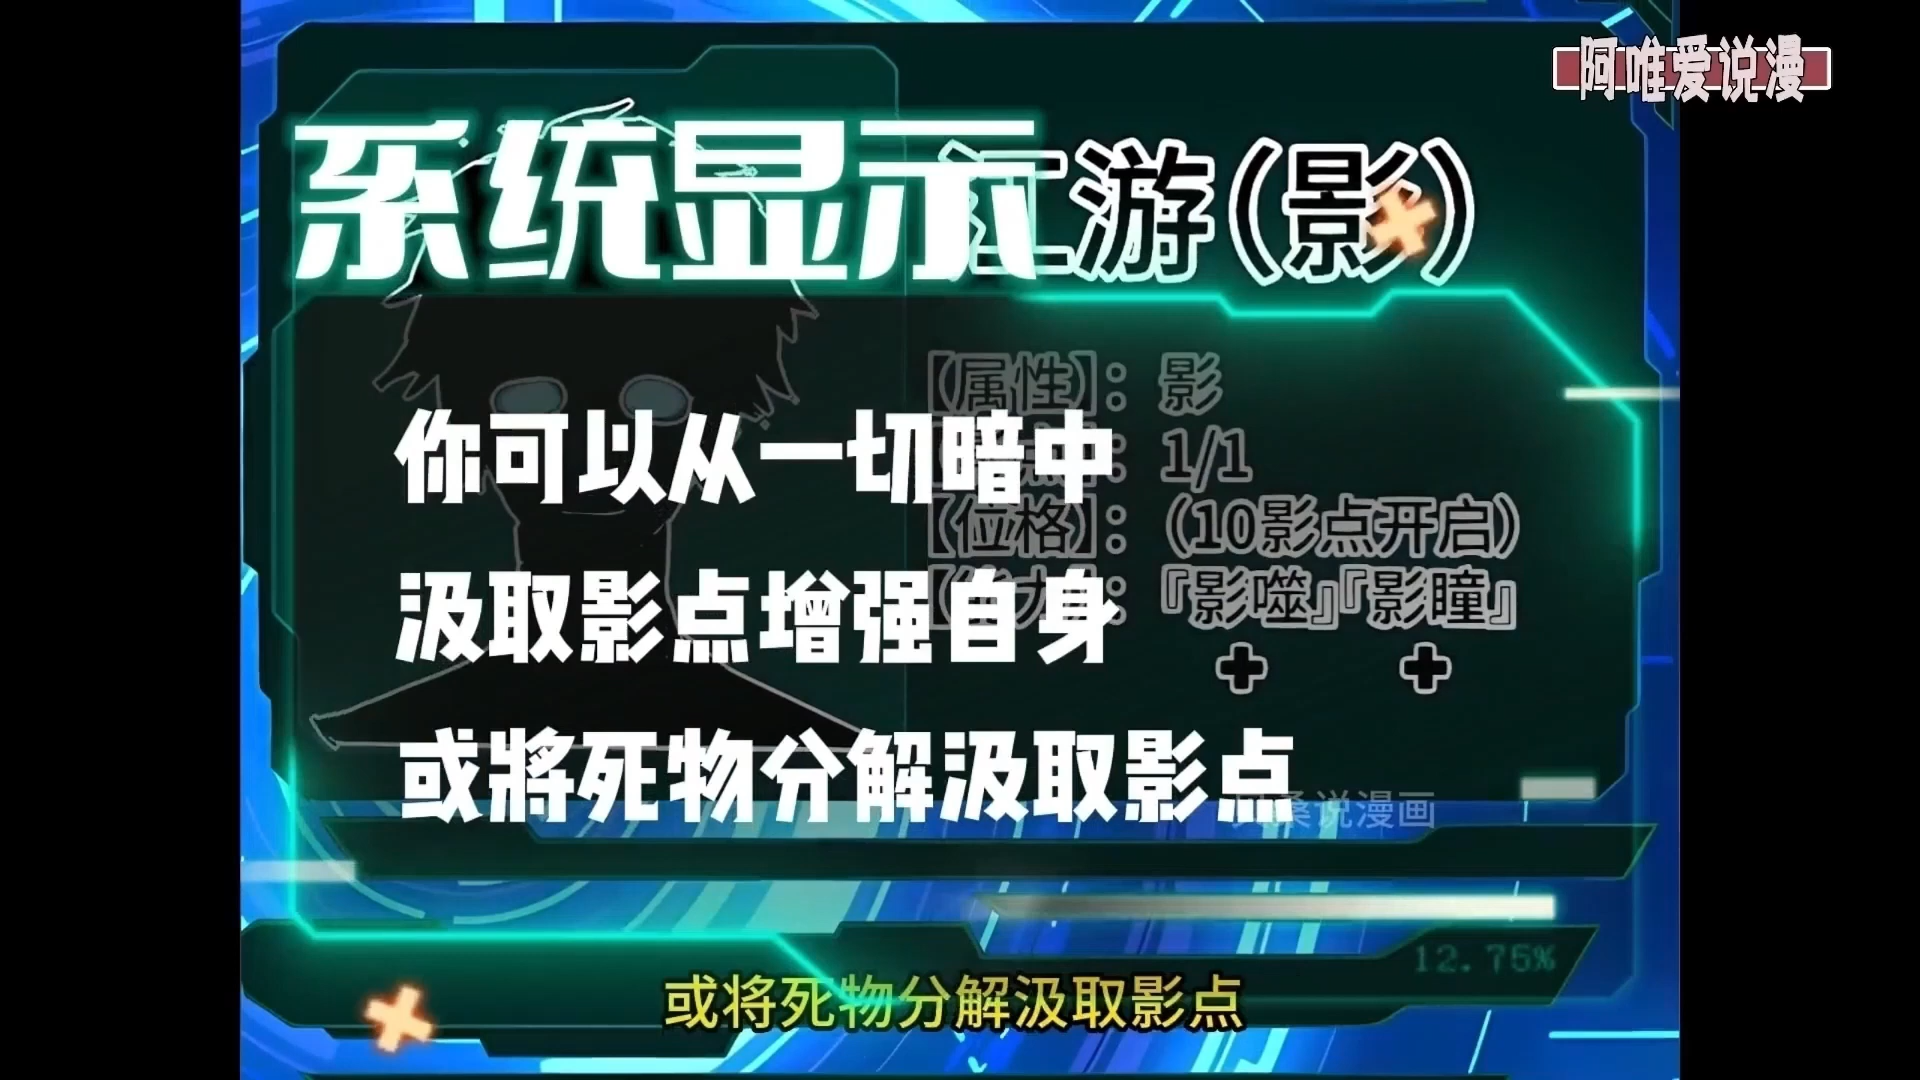 阿唯爱说漫
系统显示
江游(影)
【属性】：影
：1/1
【位格】：(10影点开启)
：『影噬』『影瞳』
你可以从一切暗中
汲取影点增强自身
或將死物分解汲取影点
说漫画
12.75%
或将死物分解汲取影点